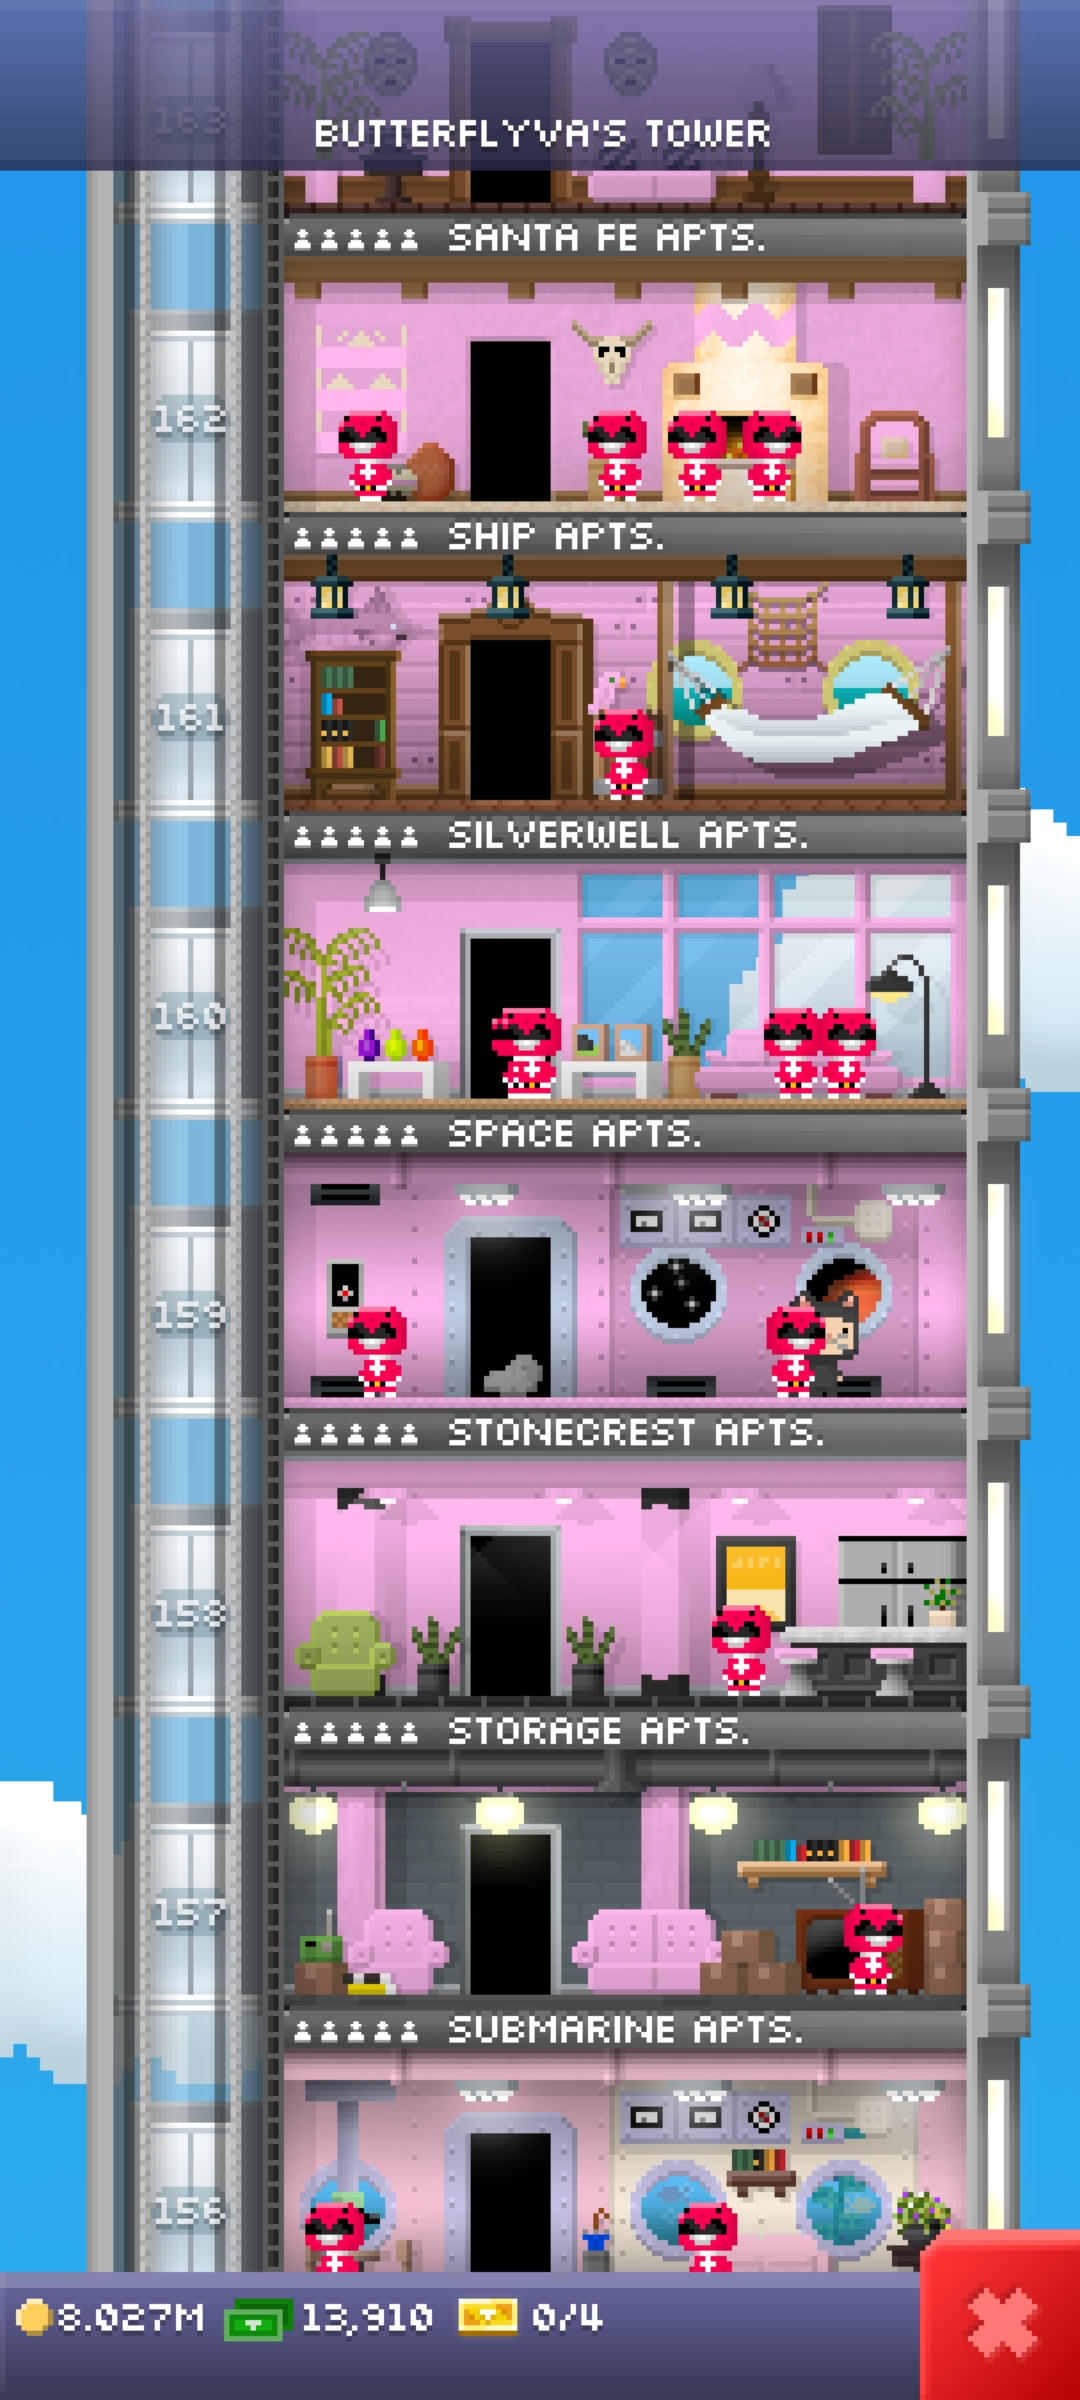 163
BUTTERFLYVA'S TOWER
SANTA FE APTS.
162
SHIP APTS.
161
SILVERWELL APTS.
160
SPACE APTS.
159
STONECREST APTS.
158
STORAGE APTS.
157
SUBMARINE APTS.
156
8.027M 13,910 0/4